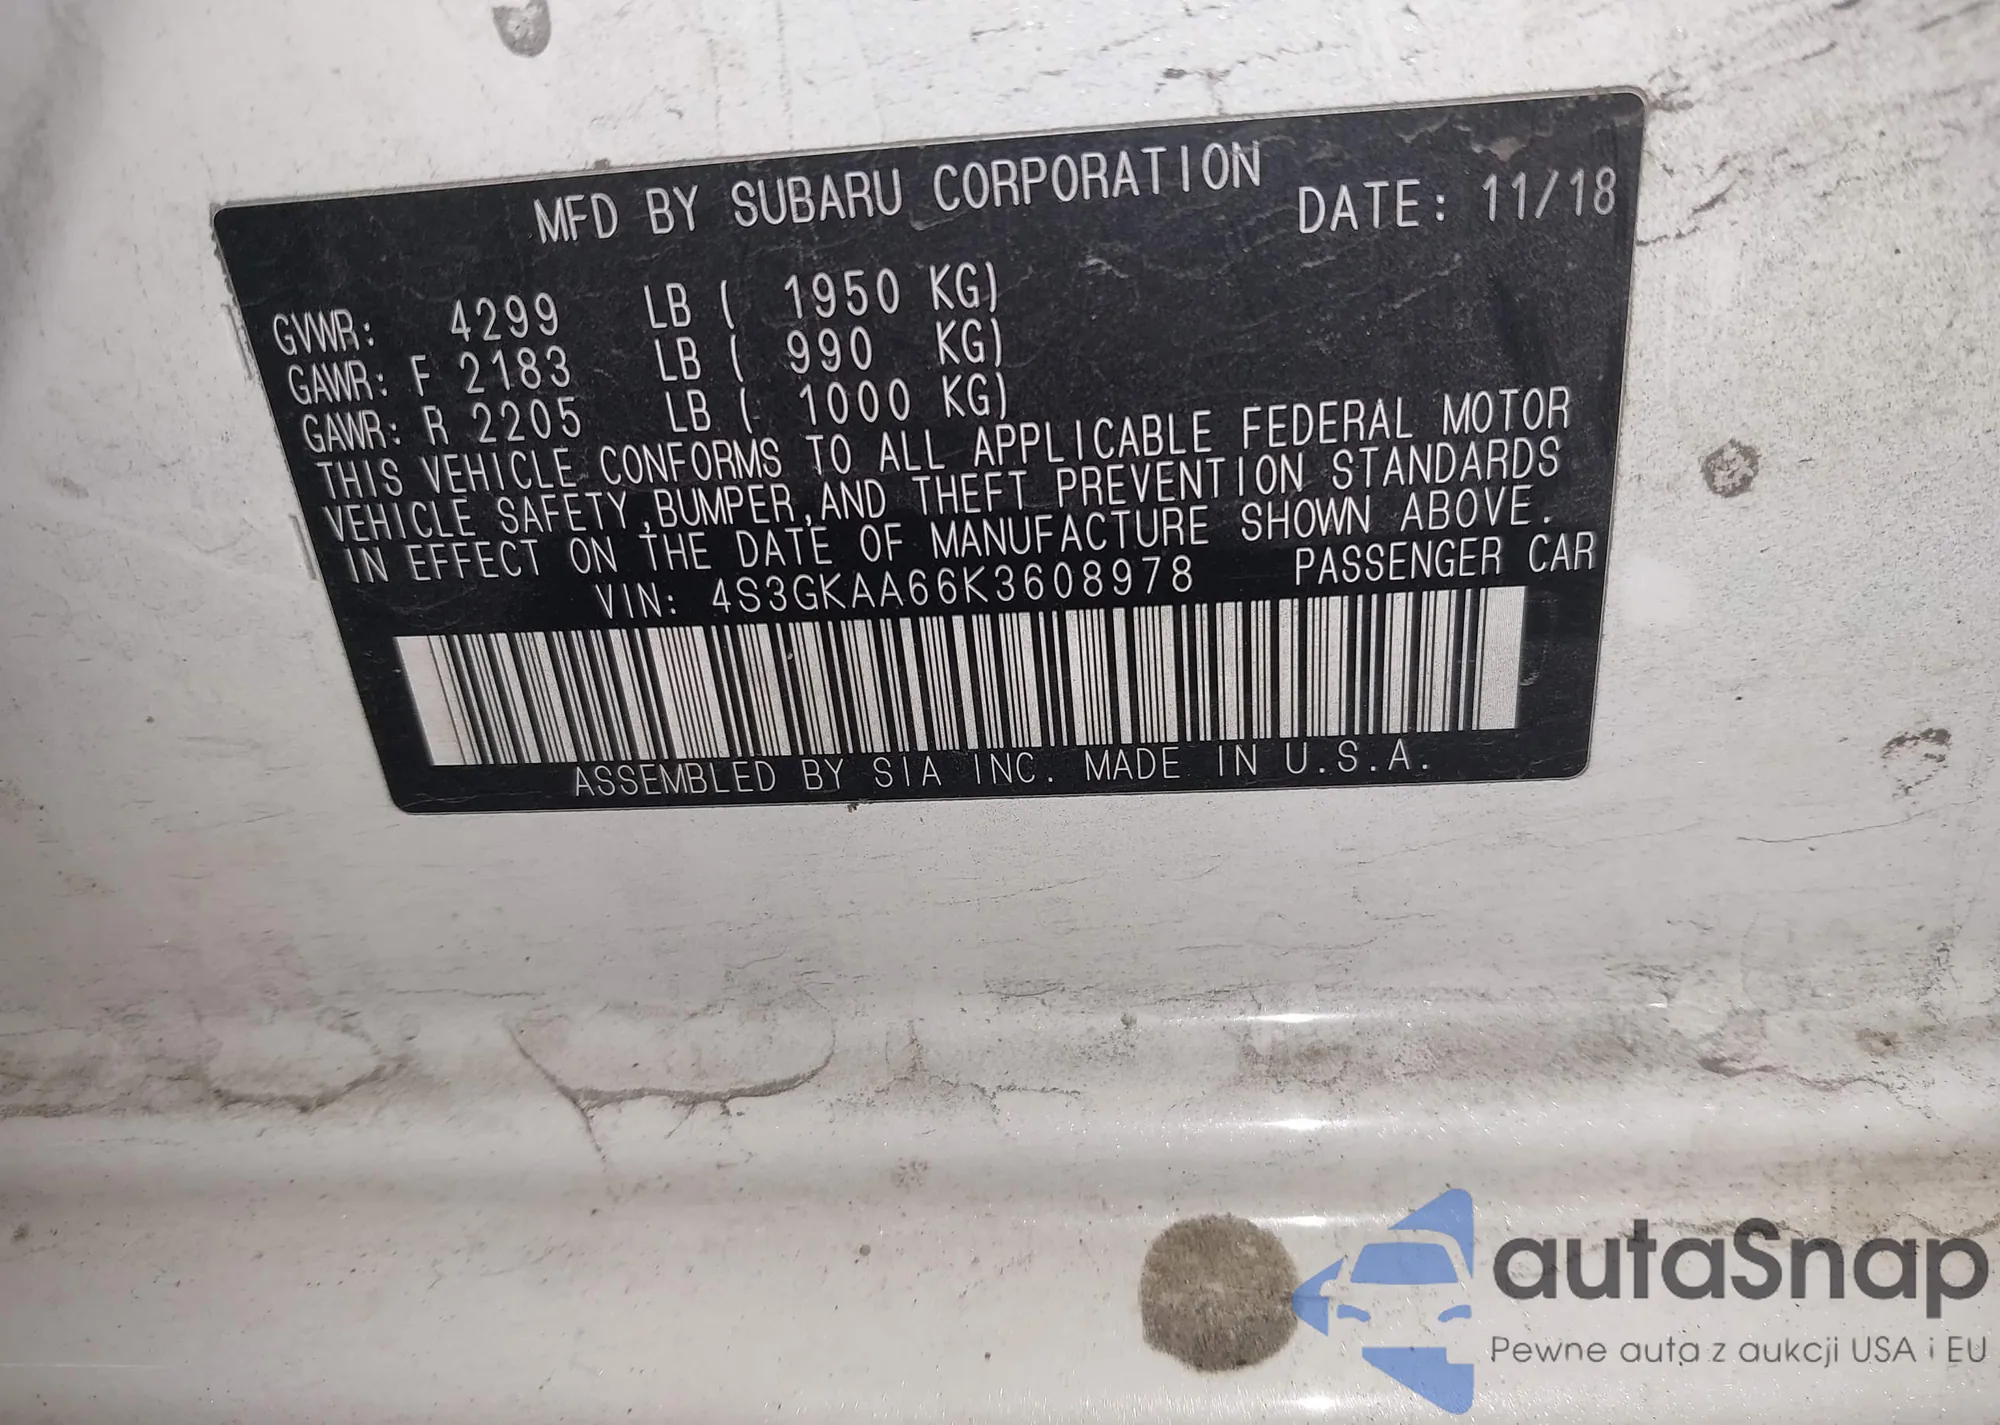 MFD BY SUBARU CORPORATION DATE: 11/18
GVWR: 4299 LB ( 1950 KG)
GAWR: F 2183 LB ( 990 KG)
GAWR: R 2205 LB ( 1000 KG)
THIS VEHICLE CONFORMS TO ALL APPLICABLE FEDERAL MOTOR
VEHICLE SAFETY,BUMPER,AND THEFT PREVENTION STANDARDS
IN EFFECT ON THE DATE OF MANUFACTURE SHOWN ABOVE.
VIN: 4S3GKAA66K3608978 PASSENGER CAR
ASSEMBLED BY SIA INC. MADE IN U.S.A.
autaSnap
Pewne auta z aukcji USA i EU